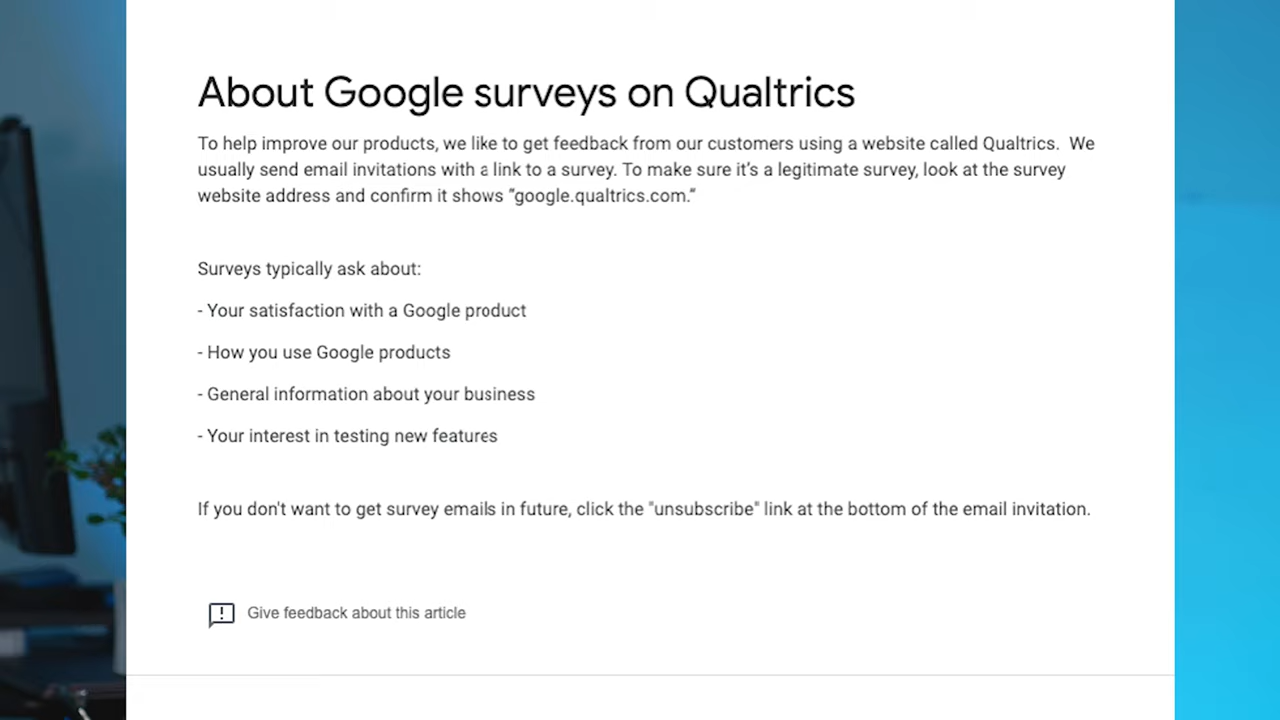 About Google surveys on Qualtrics
To help improve our products, we like to get feedback from our customers using a website called Qualtrics.  We
usually send email invitations with a link to a survey. To make sure it's a legitimate survey, look at the survey
website address and confirm it shows "google.qualtrics.com."
Surveys typically ask about:
- Your satisfaction with a Google product
- How you use Google products
- General information about your business
- Your interest in testing new features
If you don't want to get survey emails in future, click the "unsubscribe" link at the bottom of the email invitation.
Give feedback about this article